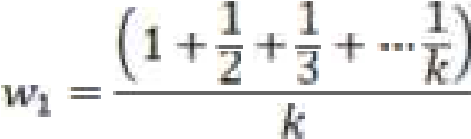 w₁ = (1 + 1/2 + 1/3 + ··· 1/k) / k